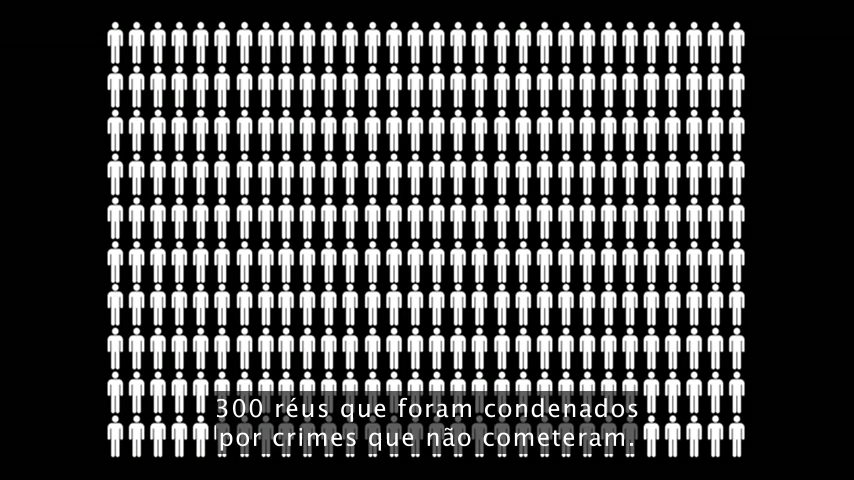 300 réus que foram condenados
por crimes que não cometeram.